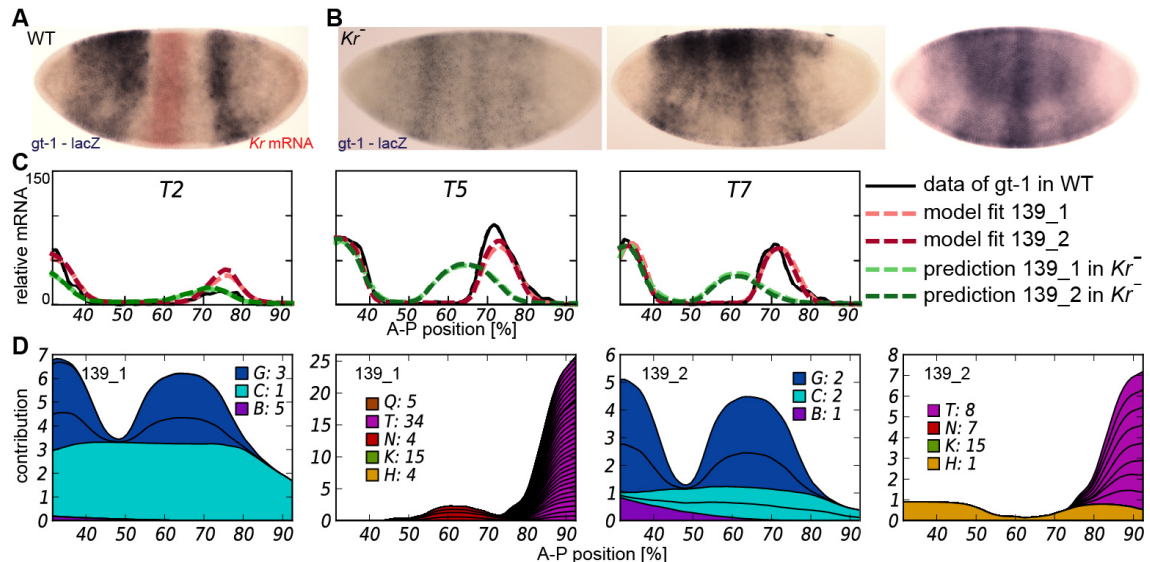 A
B
WT
Kr-
gt-1 - lacZ
Kr mRNA
gt-1 - lacZ
C
150
0
relative mRNA
T2
T5
T7
40 50 60 70 80 90
40 50 60 70 80 90
40 50 60 70 80 90
A-P position [%]
data of gt-1 in WT
model fit 139_1
model fit 139_2
prediction 139_1 in Kr-
prediction 139_2 in Kr-
D
contribution
7
6
5
4
3
2
1
0
139_1
G: 3
C: 1
B: 5
40 50 60 70 80 90
25
20
15
10
5
0
139_1
Q: 5
T: 34
N: 4
K: 15
H: 4
40 50 60 70 80 90
6
5
4
3
2
1
0
139_2
G: 2
C: 2
B: 1
40 50 60 70 80 90
8
7
6
5
4
3
2
1
0
139_2
T: 8
N: 7
K: 15
H: 1
40 50 60 70 80 90
A-P position [%]